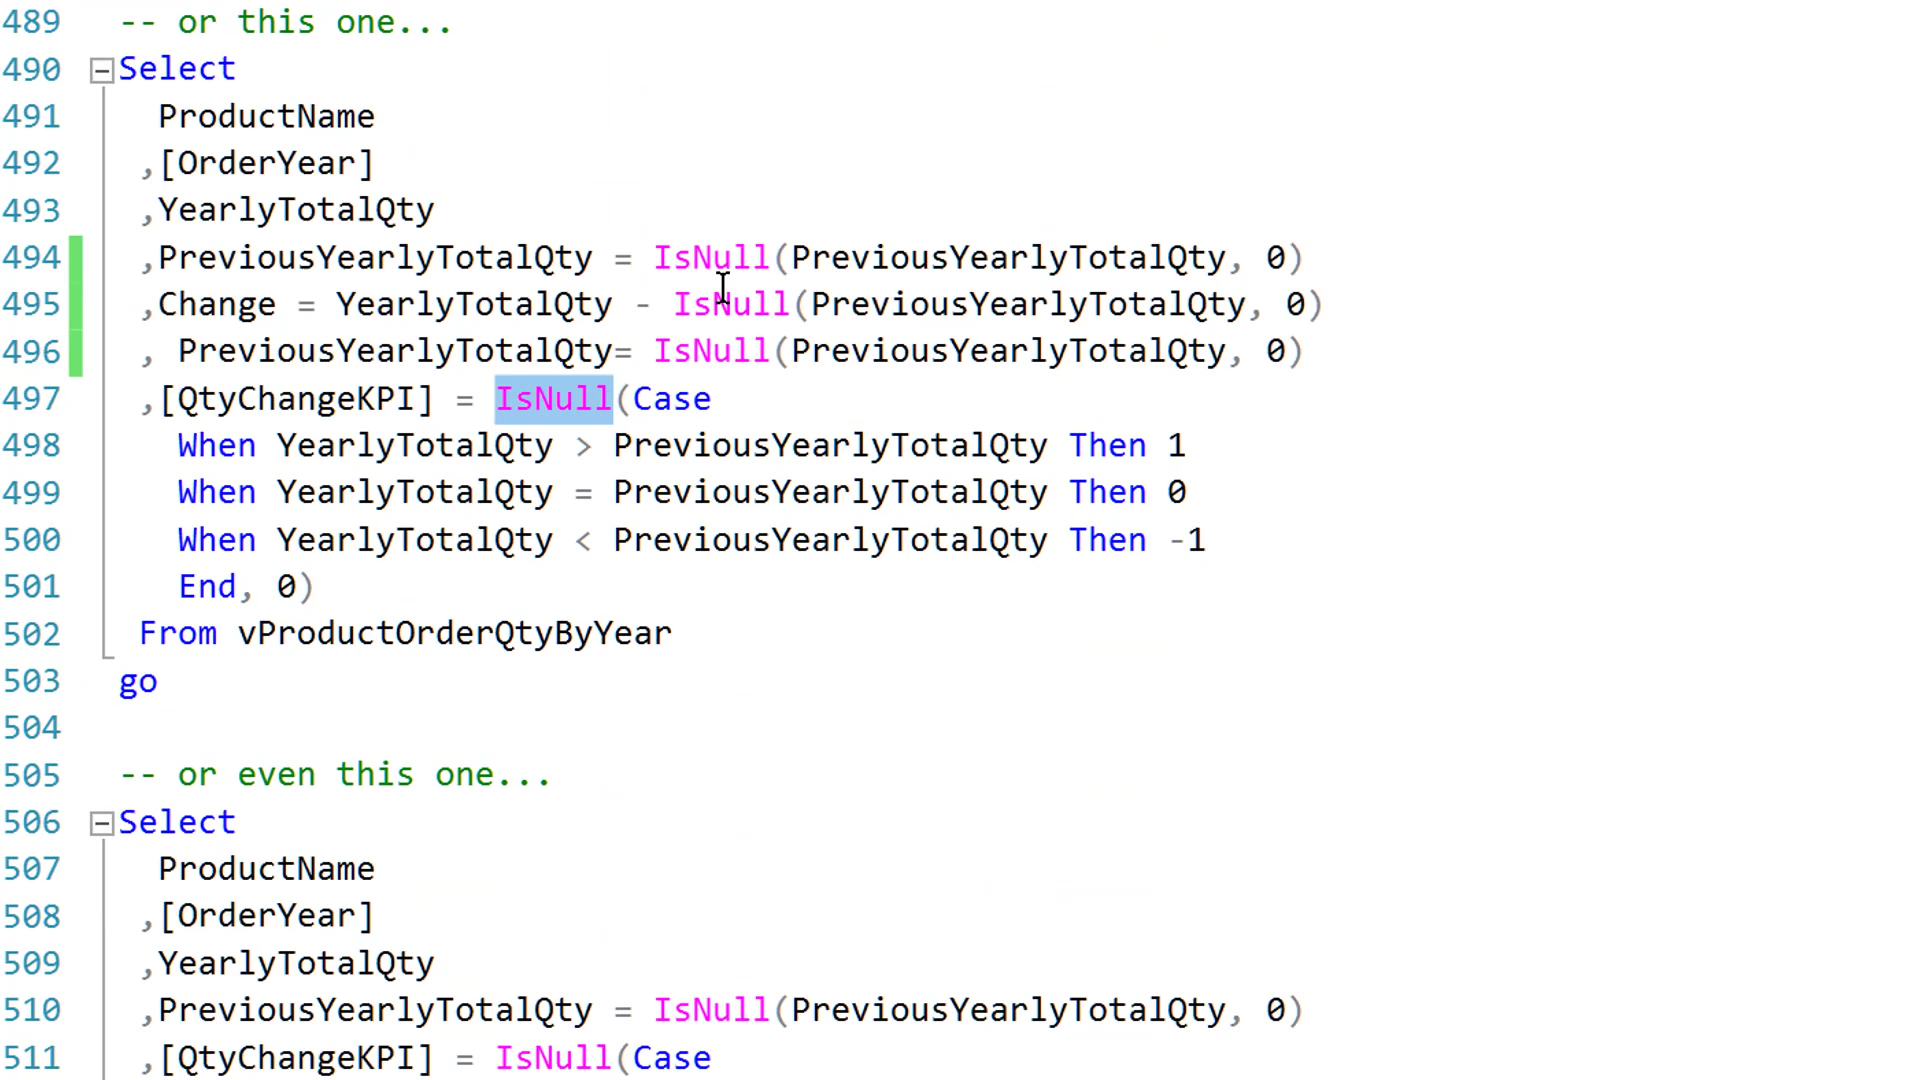 489 -- or this one...
490 Select
491 ProductName
492 ,[OrderYear]
493 ,YearlyTotalQty
494 ,PreviousYearlyTotalQty = IsNull(PreviousYearlyTotalQty, 0)
495 ,Change = YearlyTotalQty - IsNull(PreviousYearlyTotalQty, 0)
496 , PreviousYearlyTotalQty= IsNull(PreviousYearlyTotalQty, 0)
497 ,[QtyChangeKPI] = IsNull(Case
498 When YearlyTotalQty > PreviousYearlyTotalQty Then 1
499 When YearlyTotalQty = PreviousYearlyTotalQty Then 0
500 When YearlyTotalQty < PreviousYearlyTotalQty Then -1
501 End, 0)
502 From vProductOrderQtyByYear
503 go
504
505 -- or even this one...
506 Select
507 ProductName
508 ,[OrderYear]
509 ,YearlyTotalQty
510 ,PreviousYearlyTotalQty = IsNull(PreviousYearlyTotalQty, 0)
511 ,[QtyChangeKPI] = IsNull(Case